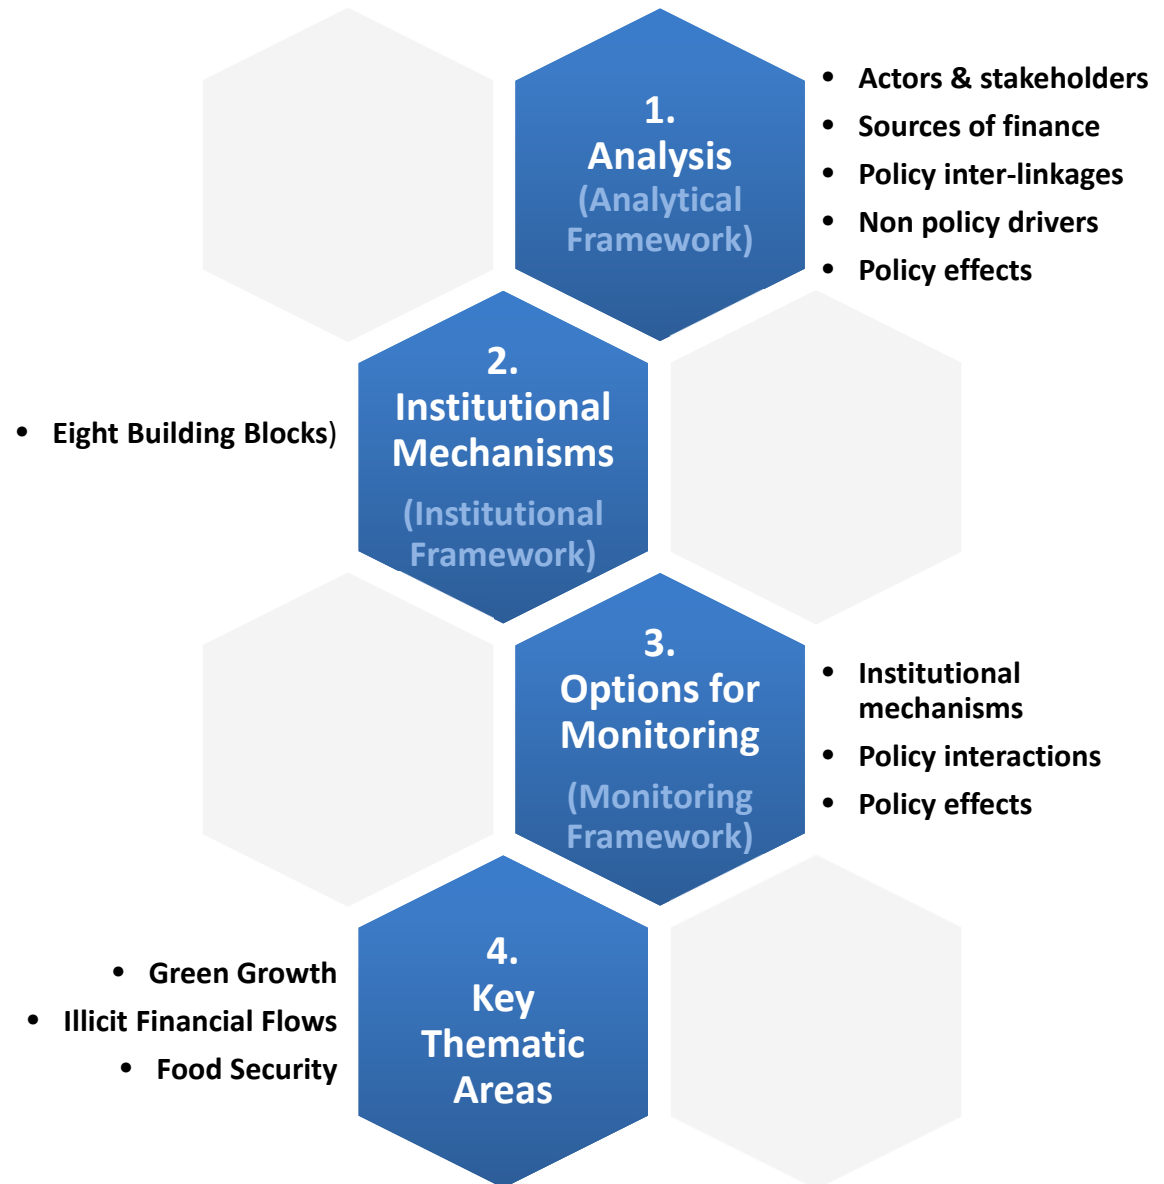 1.
Analysis
(Analytical
Framework)
• Actors & stakeholders
• Sources of finance
• Policy inter-linkages
• Non policy drivers
• Policy effects
2.
Institutional
Mechanisms
(Institutional
Framework)
• Eight Building Blocks)
3.
Options for
Monitoring
(Monitoring
Framework)
• Institutional
mechanisms
• Policy interactions
• Policy effects
4.
Key
Thematic
Areas
• Green Growth
• Illicit Financial Flows
• Food Security